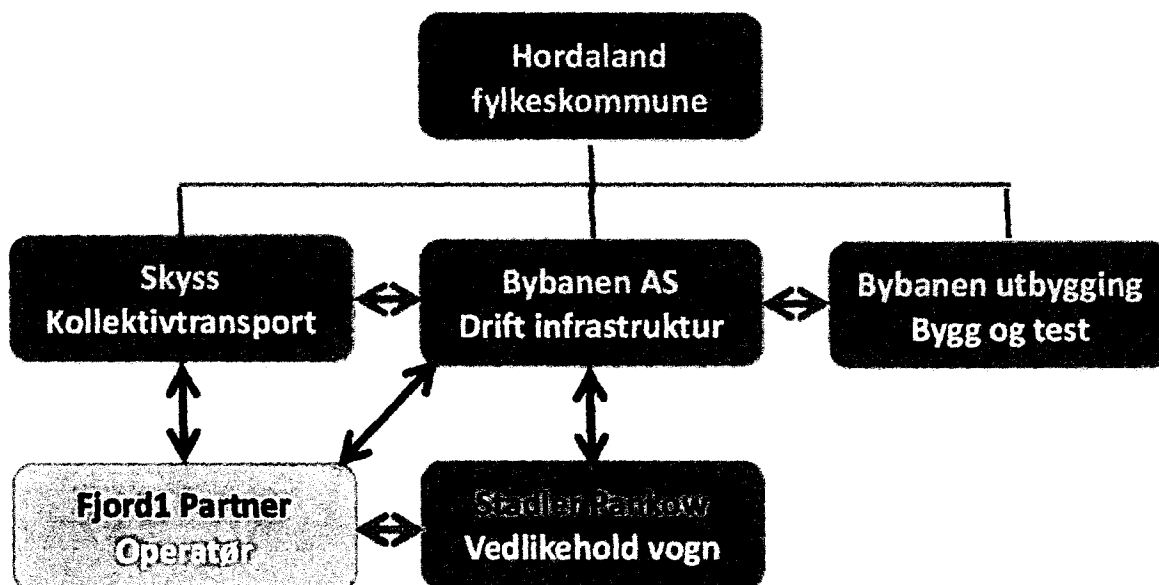 Hordaland
fylkeskommune
Skyss
Kollektivtransport
Bybanen AS
Drift infrastruktur
Bybanen utbygging
Bygg og test
Fjord1 Partner
Operatør
Stadler Pankow
Vedlikehold vogn